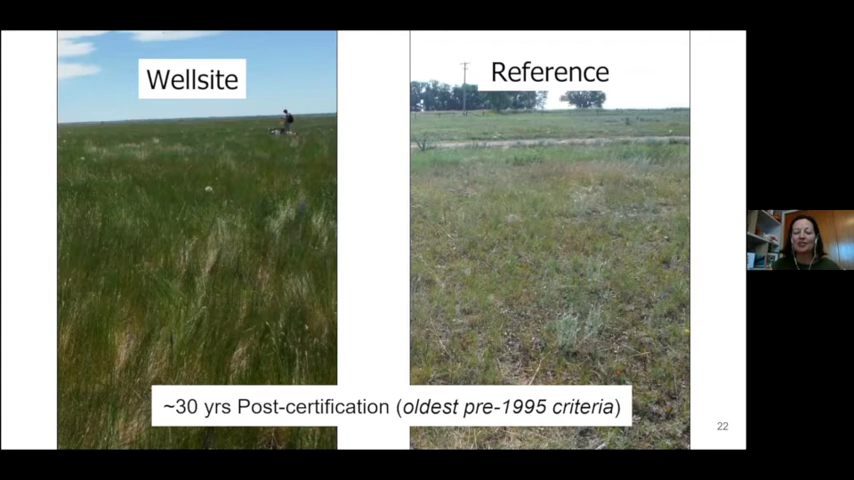 Wellsite
Reference
~30 yrs Post-certification (oldest pre-1995 criteria)
22